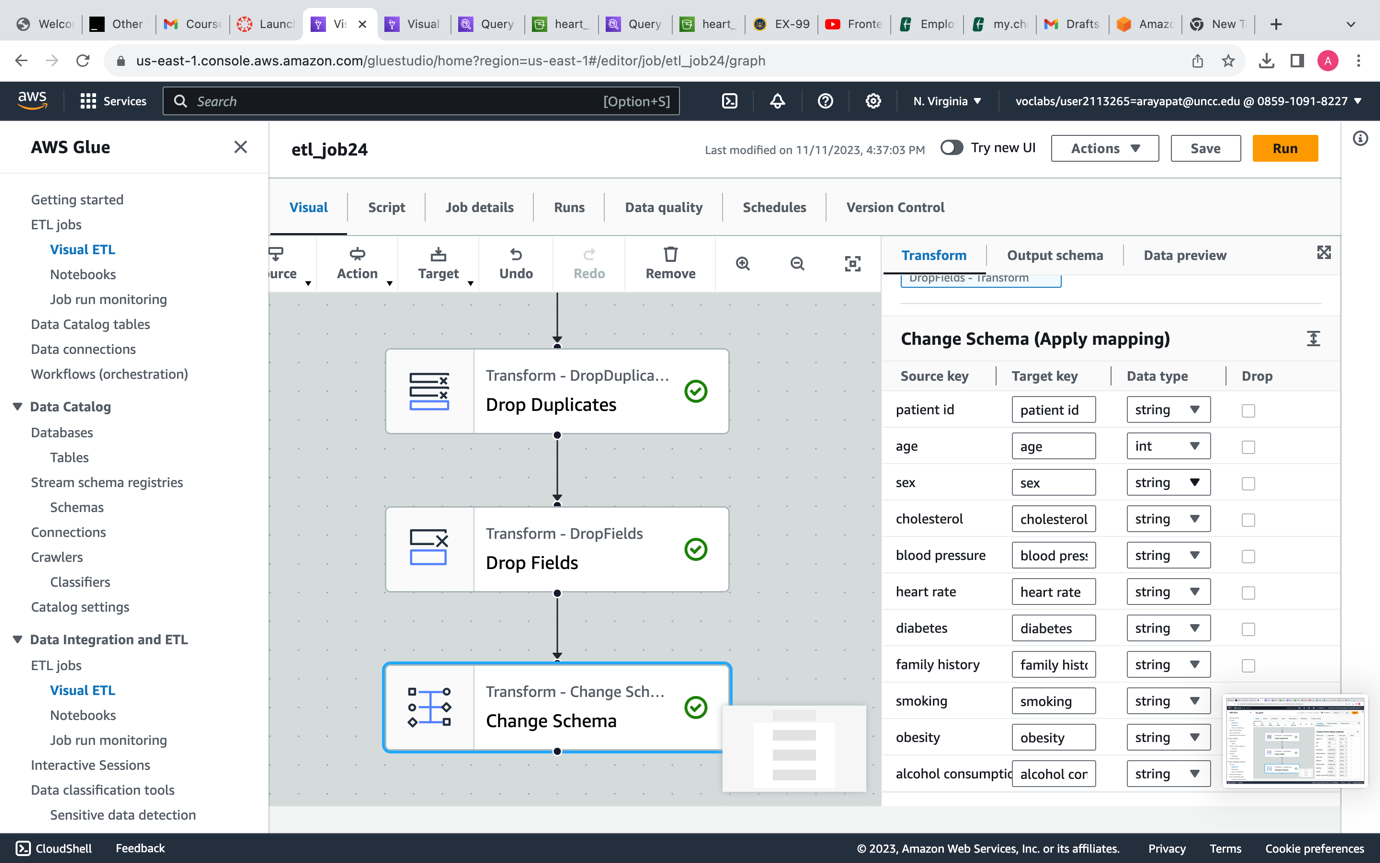 Welco
Other
Course
Launc
Vis
Visual
Query
heart_
Query
heart_
EX-99
Fronte
Emplo
my.ch
Drafts
Amazo
New T
us-east-1.console.aws.amazon.com/gluestudio/home?region=us-east-1#/editor/job/etl_job24/graph
A
aws
Services
Search
[Option+S]
N. Virginia
voclabs/user2113265=arayapat@uncc.edu @ 0859-1091-8227
AWS Glue
Getting started
ETL jobs
Visual ETL
Notebooks
Job run monitoring
Data Catalog tables
Data connections
Workflows (orchestration)
Data Catalog
Databases
Tables
Stream schema registries
Schemas
Connections
Crawlers
Classifiers
Catalog settings
Data Integration and ETL
ETL jobs
Visual ETL
Notebooks
Job run monitoring
Interactive Sessions
Data classification tools
Sensitive data detection
etl_job24
Last modified on 11/11/2023, 4:37:03 PM
Try new UI
Actions
Save
Run
Visual
Script
Job details
Runs
Data quality
Schedules
Version Control
urce
Action
Target
Undo
Redo
Remove
Transform - DropDuplica...
Drop Duplicates
Transform - DropFields
Drop Fields
Transform - Change Sch...
Change Schema
Transform
Output schema
Data preview
DropFields - Transform
Change Schema (Apply mapping)
Source key Target key Data type Drop
patient id patient id string
age age int
sex sex string
cholesterol cholesterol string
blood pressure blood press string
heart rate heart rate string
diabetes diabetes string
family history family histo string
smoking smoking string
obesity obesity string
alcohol consumptio alcohol con string
CloudShell
Feedback
© 2023, Amazon Web Services, Inc. or its affiliates.
Privacy
Terms
Cookie preferences